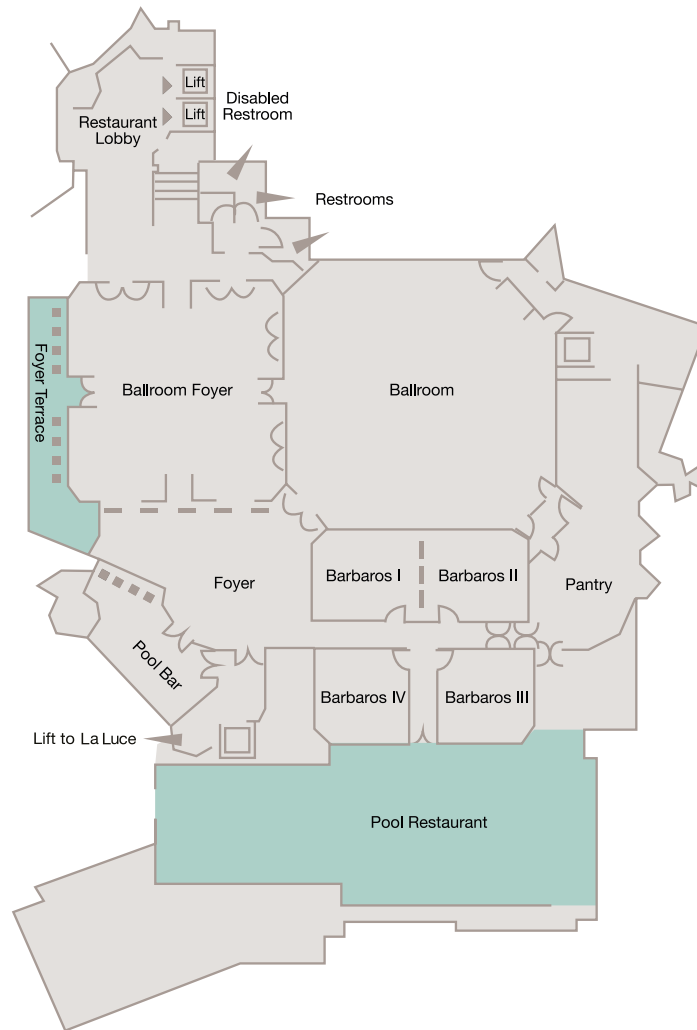 Lift
Lift
Disabled
Restroom
Restaurant
Lobby
Restrooms
Foyer Terrace
Ballroom Foyer
Ballroom
Foyer
Barbaros I
Barbaros II
Pantry
Pool Bar
Barbaros IV
Barbaros III
Lift to La Luce
Pool Restaurant